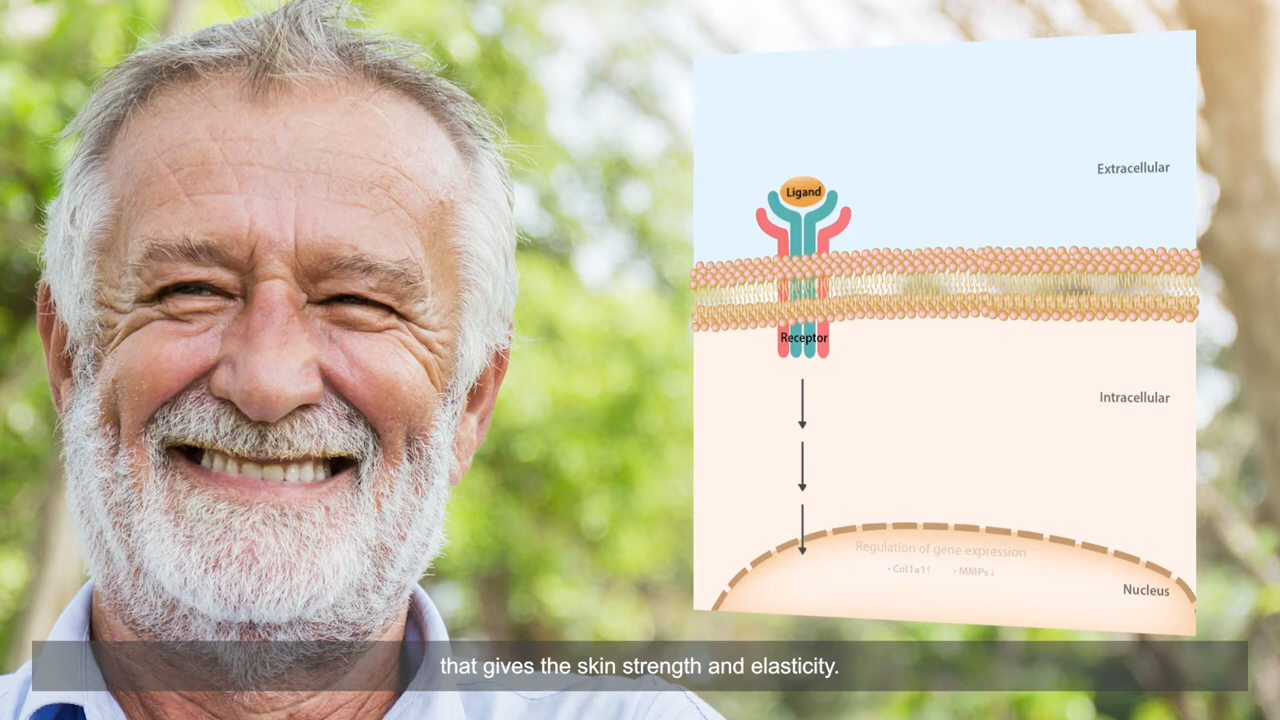 Extracellular
Ligand
Receptor
Intracellular
Regulation of gene expression
• Col1a1↑ • MMPs↓
Nucleus
that gives the skin strength and elasticity.